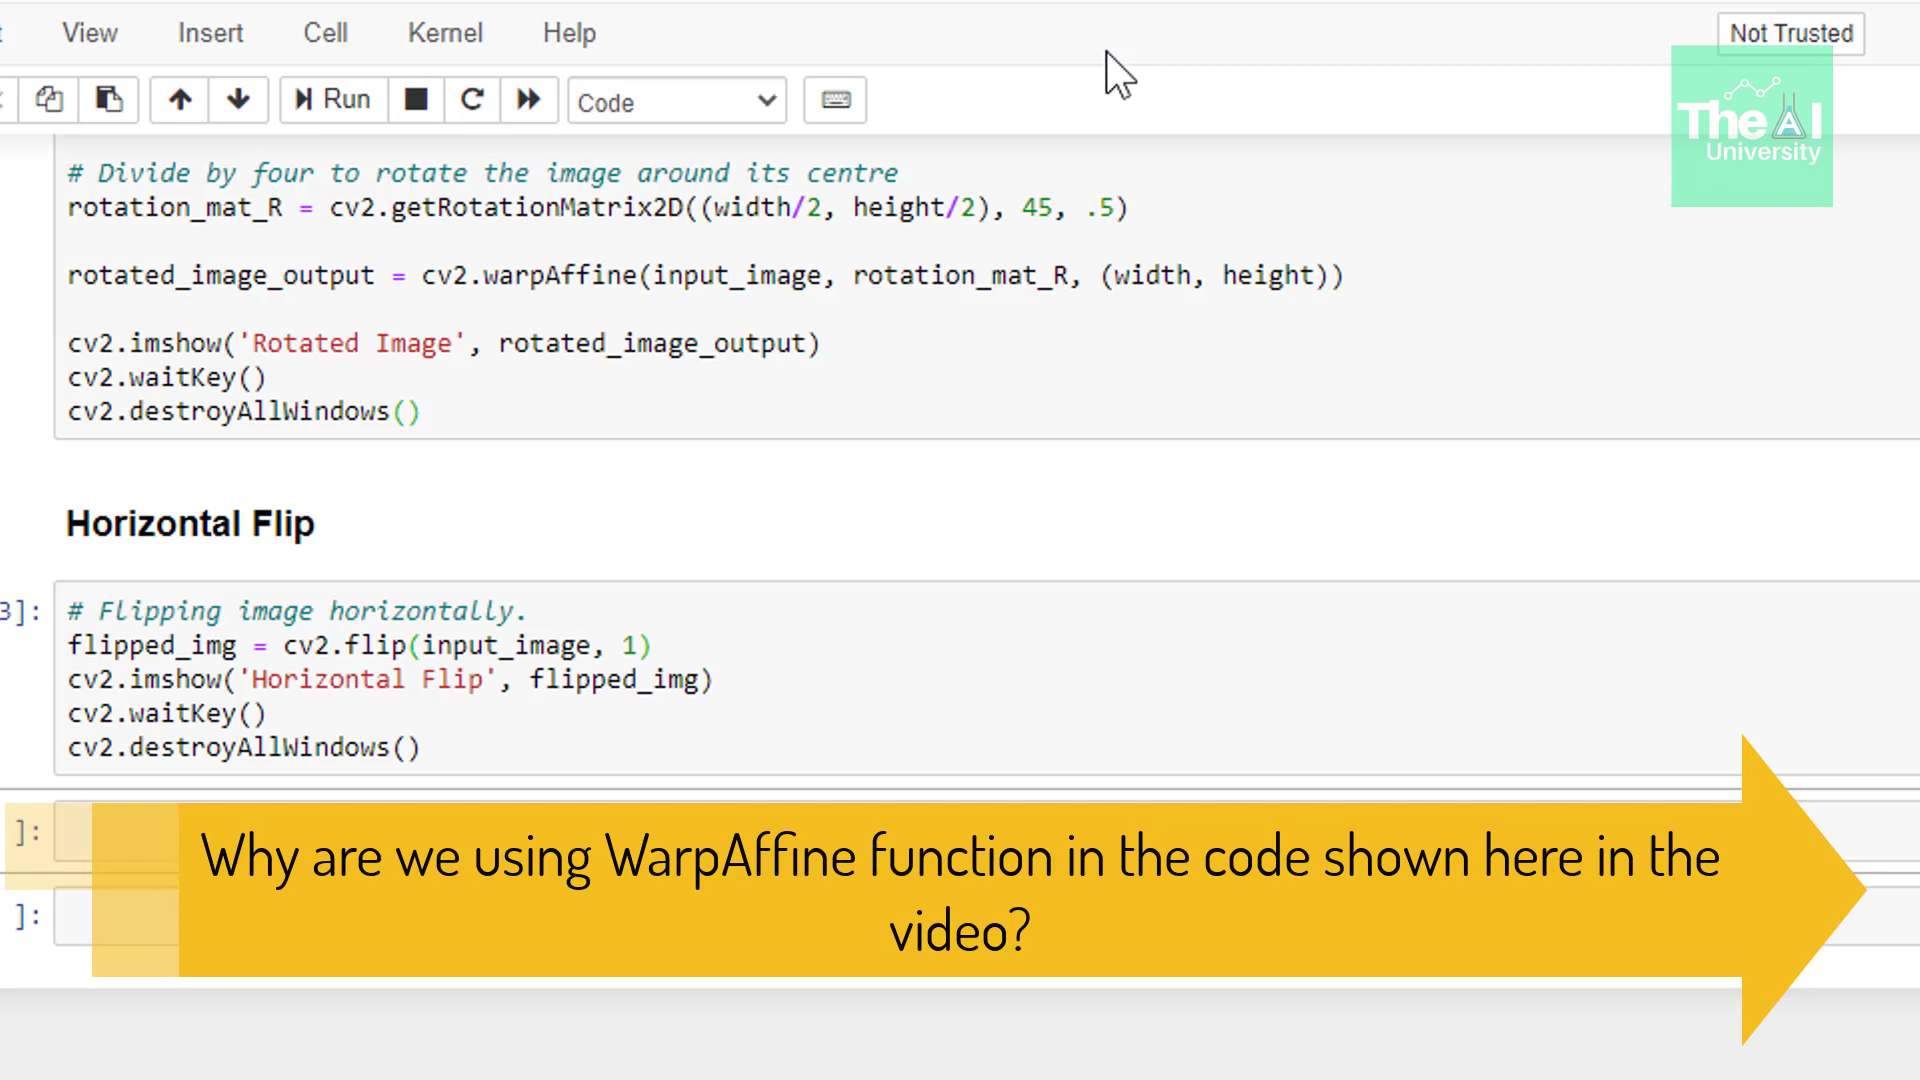 View Insert Cell Kernel Help Not Trusted
Run Code
The AI
University
# Divide by four to rotate the image around its centre
rotation_mat_R = cv2.getRotationMatrix2D((width/2, height/2), 45, .5)
rotated_image_output = cv2.warpAffine(input_image, rotation_mat_R, (width, height))
cv2.imshow('Rotated Image', rotated_image_output)
cv2.waitKey()
cv2.destroyAllWindows()
Horizontal Flip
3]: # Flipping image horizontally.
flipped_img = cv2.flip(input_image, 1)
cv2.imshow('Horizontal Flip', flipped_img)
cv2.waitKey()
cv2.destroyAllWindows()
]:
Why are we using WarpAffine function in the code shown here in the
]:
video?